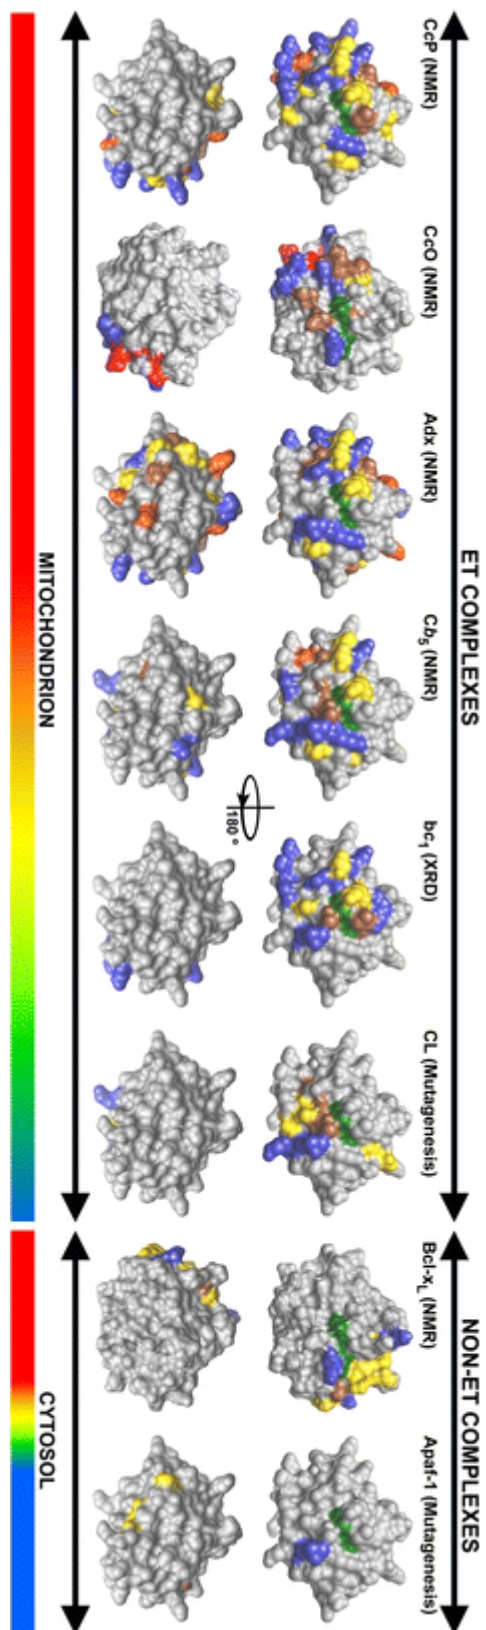 ET COMPLEXES
NON-ET COMPLEXES
CcP (NMR)
CcO (NMR)
Adx (NMR)
Cb₅ (NMR)
bc₁ (XRD)
CL (Mutagenesis)
Bcl-x_L (NMR)
Apaf-1 (Mutagenesis)
180°
MITOCHONDRION
CYTOSOL